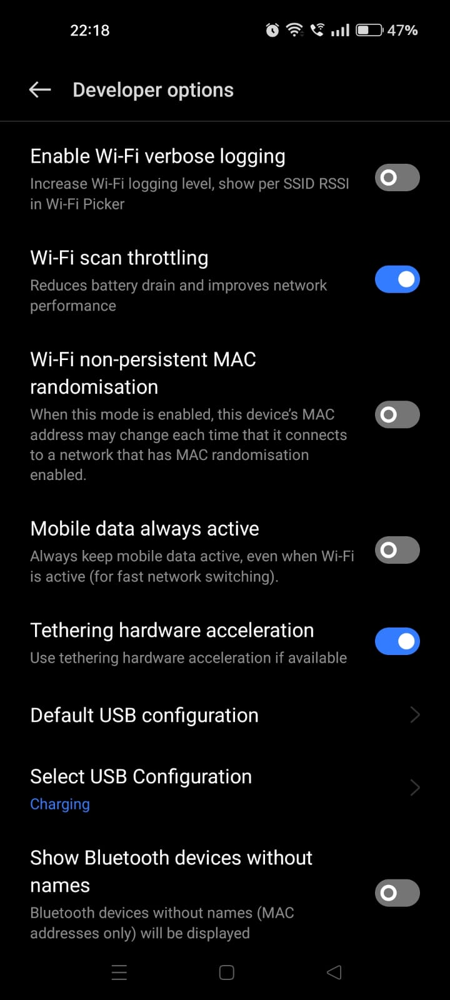 22:18
47%
Developer options
Enable Wi-Fi verbose logging
Increase Wi-Fi logging level, show per SSID RSSI
in Wi-Fi Picker
Wi-Fi scan throttling
Reduces battery drain and improves network
performance
Wi-Fi non-persistent MAC
randomisation
When this mode is enabled, this device's MAC
address may change each time that it connects
to a network that has MAC randomisation
enabled.
Mobile data always active
Always keep mobile data active, even when Wi-Fi
is active (for fast network switching).
Tethering hardware acceleration
Use tethering hardware acceleration if available
Default USB configuration
Select USB Configuration
Charging
Show Bluetooth devices without
names
Bluetooth devices without names (MAC
addresses only) will be displayed